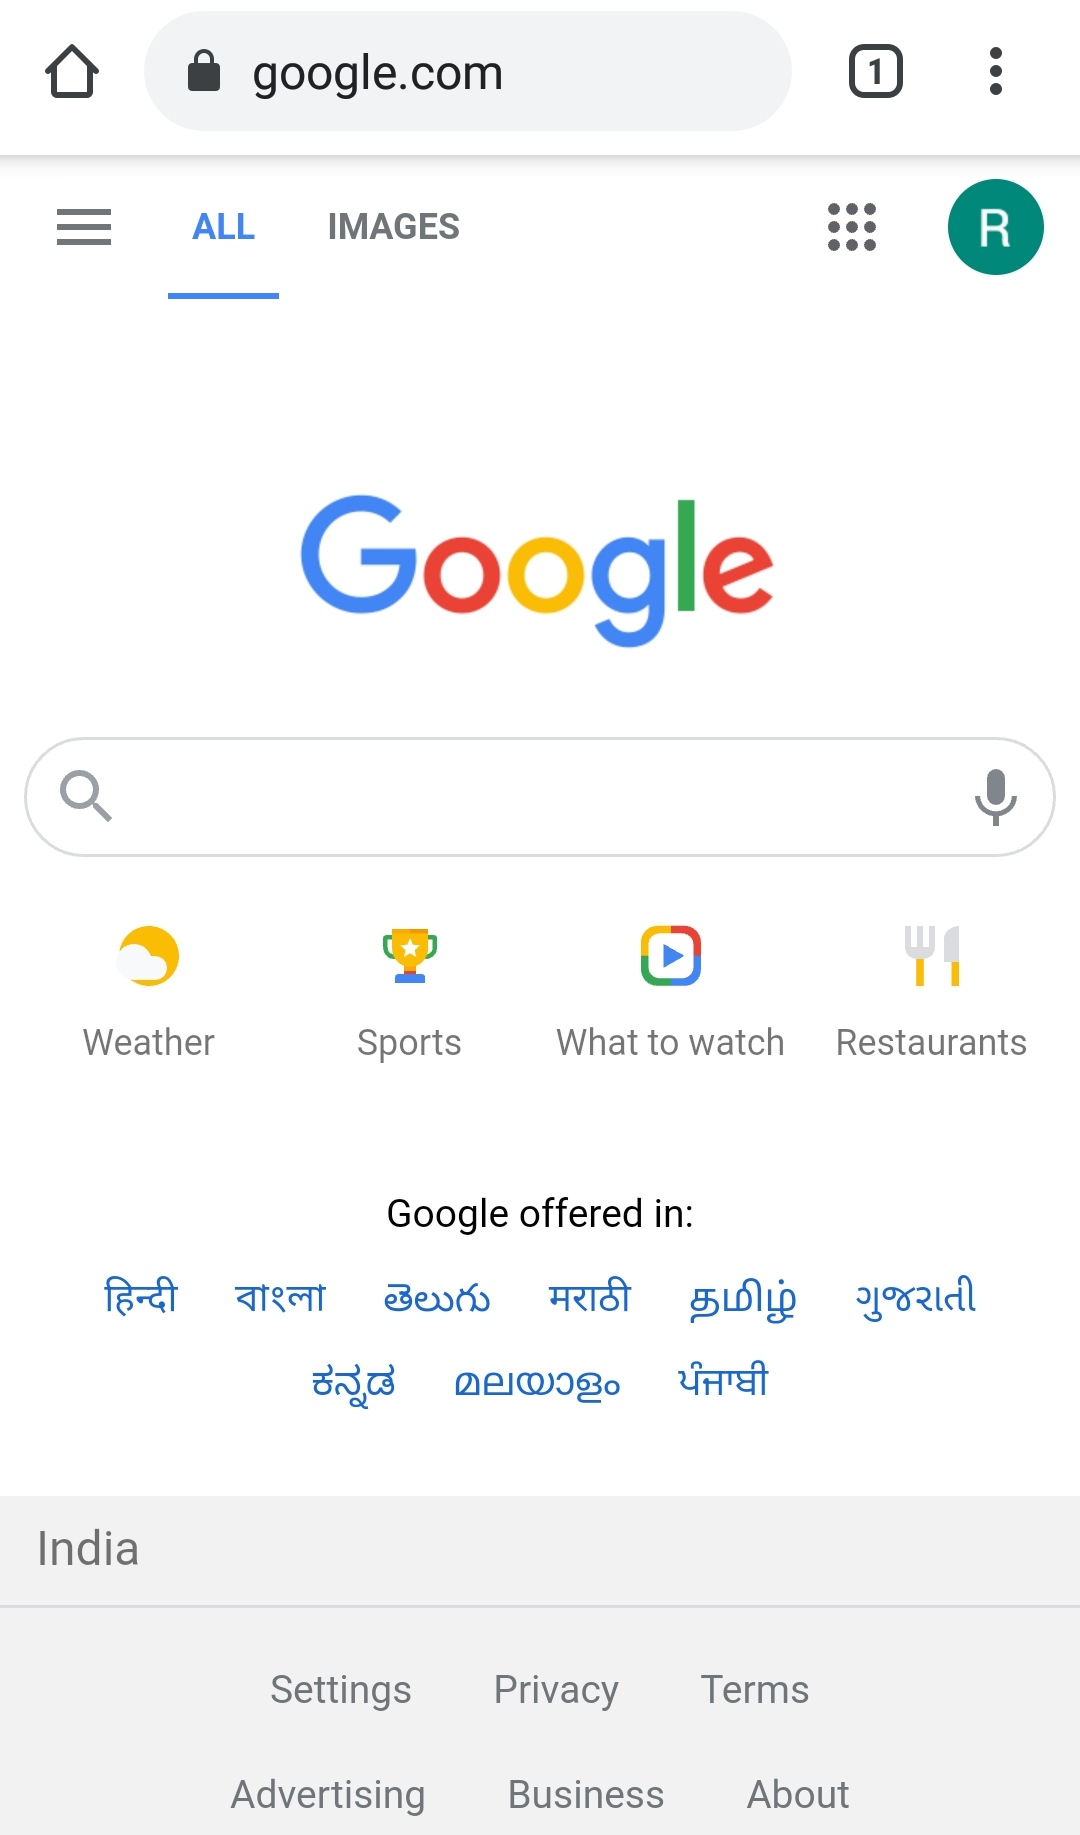 google.com 1
ALL IMAGES R
Google
Weather Sports What to watch Restaurants
Google offered in:
हिन्दी বাংলা తెలుగు मराठी தமிழ் ગુજરાતી
ಕನ್ನಡ മലയാളം ਪੰਜਾਬੀ
India
Settings Privacy Terms
Advertising Business About